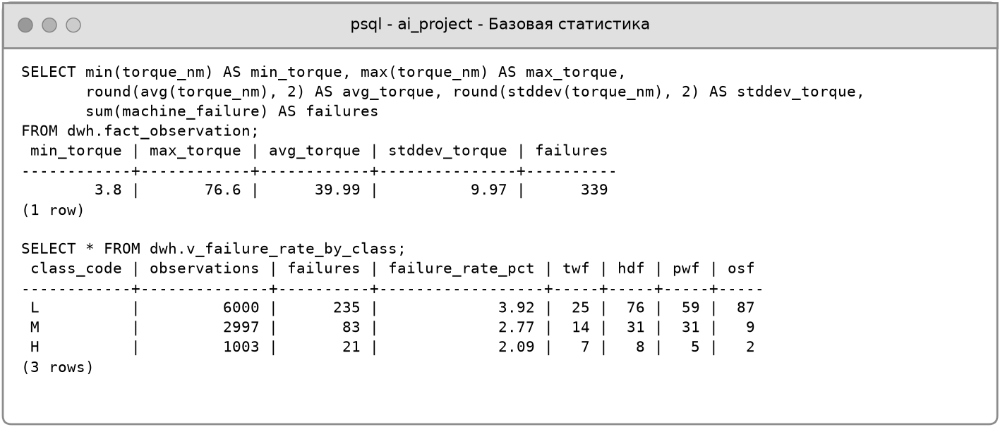 psql - ai_project - Базовая статистика
SELECT min(torque_nm) AS min_torque, max(torque_nm) AS max_torque,
       round(avg(torque_nm), 2) AS avg_torque, round(stddev(torque_nm), 2) AS stddev_torque,
       sum(machine_failure) AS failures
FROM dwh.fact_observation;
 min_torque | max_torque | avg_torque | stddev_torque | failures
------------+------------+------------+---------------+----------
        3.8 |       76.6 |      39.99 |          9.97 |      339
(1 row)

SELECT * FROM dwh.v_failure_rate_by_class;
 class_code | observations | failures | failure_rate_pct | twf | hdf | pwf | osf
------------+--------------+----------+------------------+-----+-----+-----+-----
 L          |         6000 |      235 |             3.92 |  25 |  76 |  59 |  87
 M          |         2997 |       83 |             2.77 |  14 |  31 |  31 |   9
 H          |         1003 |       21 |             2.09 |   7 |   8 |   5 |   2
(3 rows)